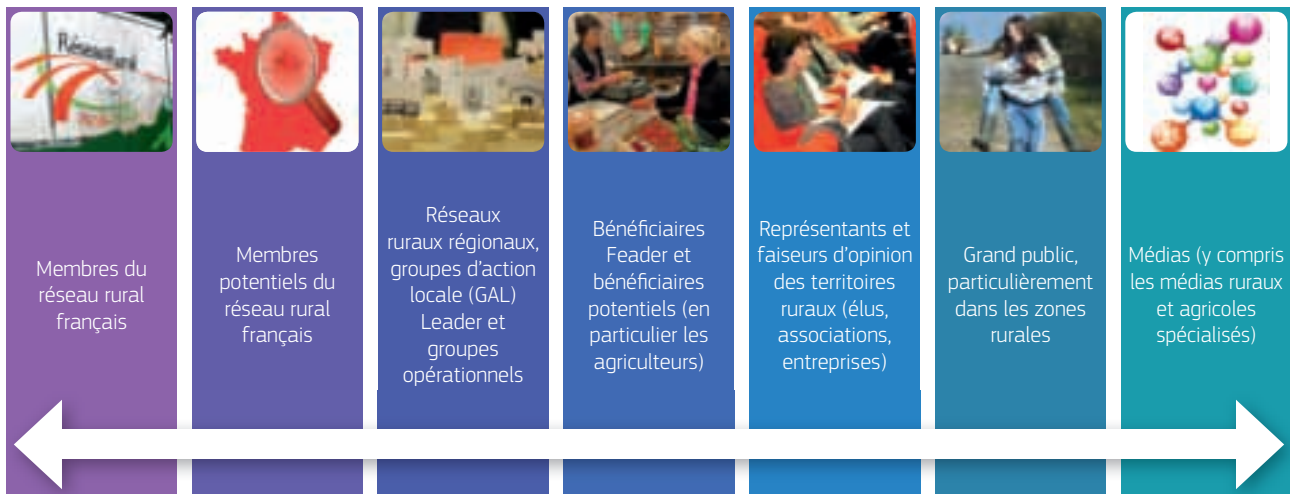 Réseau Rural
Membres du
réseau rural
français
Membres
potentiels du
réseau rural
français
Réseaux
ruraux régionaux,
groupes d’action
locale (GAL)
Leader et
groupes
opérationnels
Bénéficiaires
Feader et
bénéficiaires
potentiels (en
particulier les
agriculteurs)
Représentants et
faiseurs d’opinion
des territoires
ruraux (élus,
associations,
entreprises)
Grand public,
particulièrement
dans les zones
rurales
Médias (y compris
les médias ruraux
et agricoles
spécialisés)